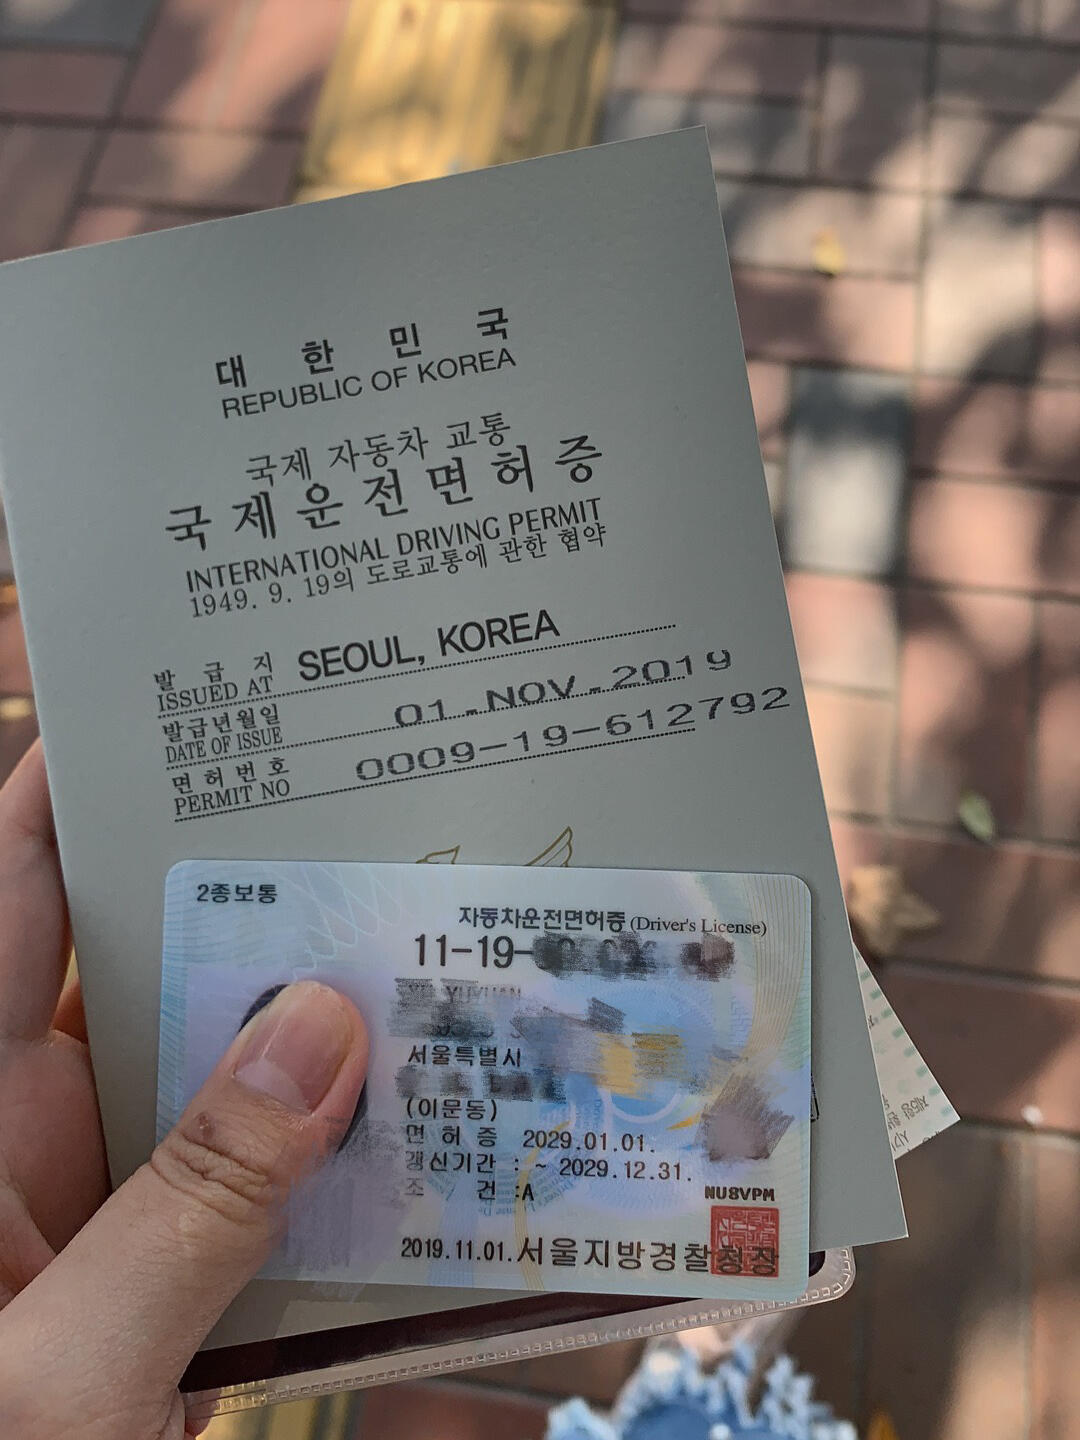 대 한 민 국
REPUBLIC OF KOREA
국제 자동차 교통
국제운전면허증
INTERNATIONAL DRIVING PERMIT
1949. 9. 19의 도로교통에 관한 협약
발 급 지 SEOUL, KOREA
ISSUED AT
발급년월일 01-NOV-2019
DATE OF ISSUE
면 허 번 호 0009-19-612792
PERMIT NO
2종보통
자동차운전면허증 (Driver's License)
11-19-
서울특별시
(이문동)
면 허 증 2029.01.01.
갱신기간 : ~ 2029.12.31.
조 건 :A
NU8VPM
2019.11.01. 서울지방경찰청장